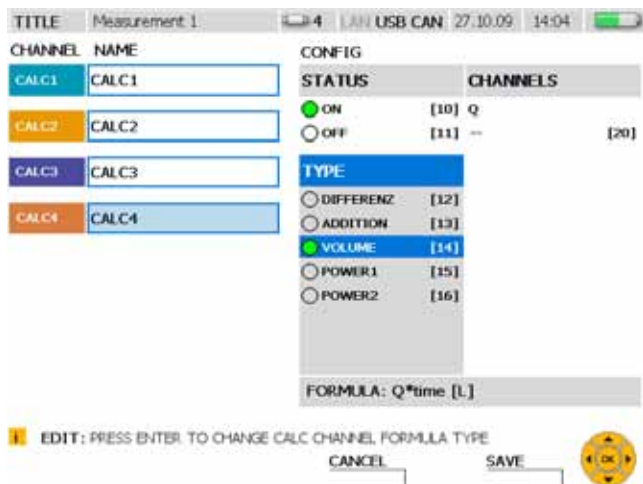 TITLE Measurement 1 4 LAN USB CAN 27.10.09 14:04
CHANNEL NAME CONFIG
CALC1 CALC1
CALC2 CALC2
CALC3 CALC3
CALC4 CALC4
STATUS CHANNELS
ON [10] Q
OFF [11] -- [20]
TYPE
DIFFERENZ [12]
ADDITION [13]
VOLUME [14]
POWER1 [15]
POWER2 [16]
FORMULA: Q*time [L]
i EDIT: PRESS ENTER TO CHANGE CALC CHANNEL FORMULA TYPE
CANCEL SAVE
OK